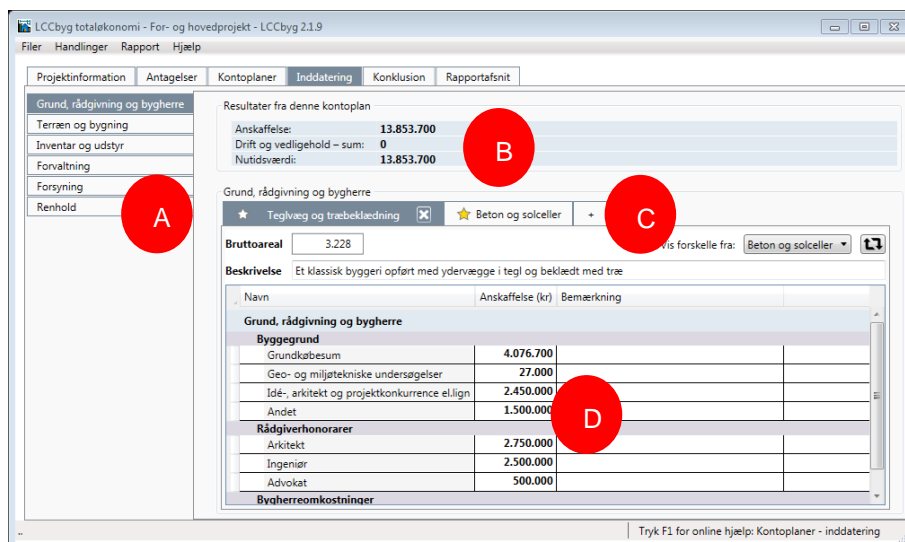 LCCbyg totaløkonomi - For- og hovedprojekt - LCCbyg 2.1.9
Filer Handlinger Rapport Hjælp
Projektinformation Antagelser Kontoplaner Inddatering Konklusion Rapportafsnit
Grund, rådgivning og bygherre
Terræn og bygning
Inventar og udstyr
Forvaltning
Forsyning
Renhold
A
Resultater fra denne kontoplan
Anskaffelse: 13.853.700
Drift og vedligehold – sum: 0
Nutidsværdi: 13.853.700
B
Grund, rådgivning og bygherre
Teglvæg og træbeklædning Beton og solceller +
C
Bruttoareal 3.228 Vis forskelle fra: Beton og solceller
Beskrivelse Et klassisk byggeri opført med ydervægge i tegl og beklædt med træ
Navn Anskaffelse (kr) Bemærkning
Grund, rådgivning og bygherre
Byggegrund
Grundkøbesum 4.076.700
Geo- og miljøtekniske undersøgelser 27.000
Idé-, arkitekt og projektkonkurrence el.lign 2.450.000
Andet 1.500.000
D
Rådgiverhonorarer
Arkitekt 2.750.000
Ingeniør 2.500.000
Advokat 500.000
Bygherreomkostninger
.. Tryk F1 for online hjælp: Kontoplaner - inddatering